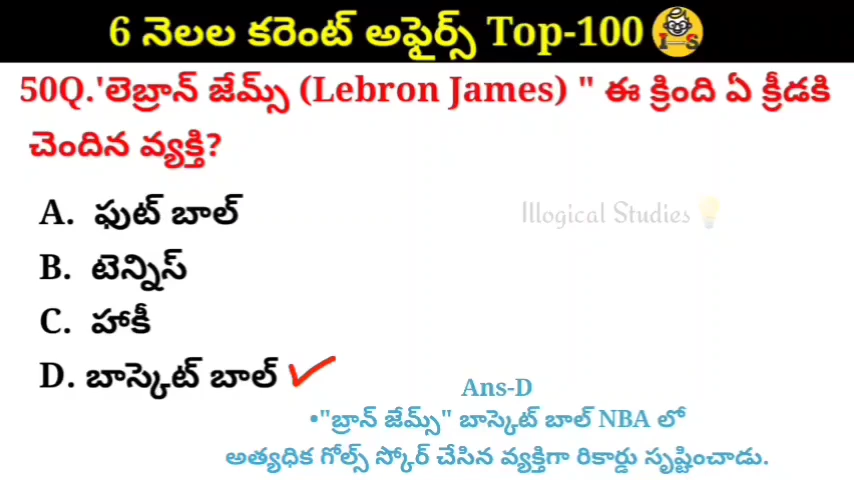 6 నెలల కరెంట్ అఫైర్స్ Top-100
I=S
50Q.'లెబ్రాన్ జేమ్స్ (Lebron James) " ఈ క్రింది ఏ క్రీడకి
చెందిన వ్యక్తి?
A. ఫుట్ బాల్
Illogical Studies
B. టెన్నిస్
C. హాకీ
D. బాస్కెట్ బాల్
Ans-D
•"బ్రాన్ జేమ్స్" బాస్కెట్ బాల్ NBA లో
అత్యధిక గోల్స్ స్కోర్ చేసిన వ్యక్తిగా రికార్డు సృష్టించాడు.